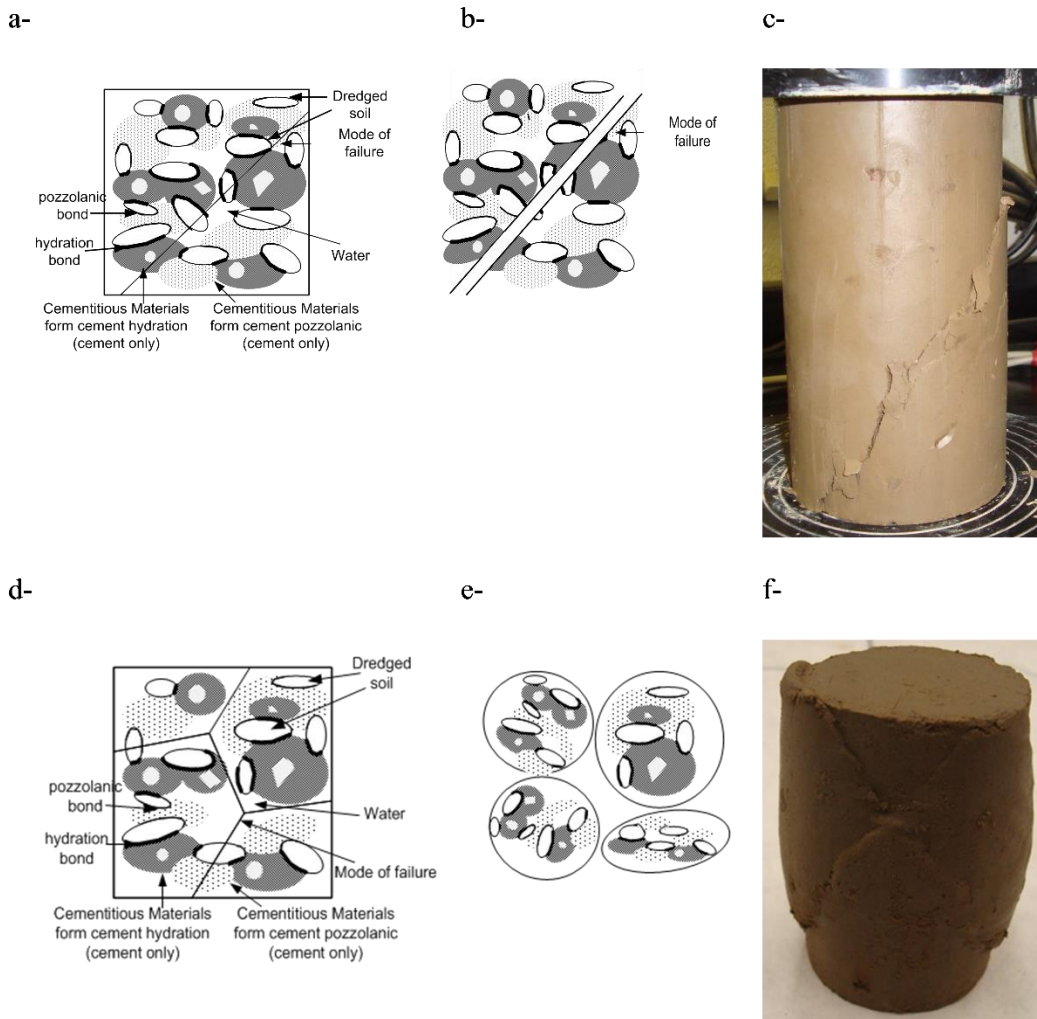 a-
b-
c-
Dredged
soil
Mode of
failure
pozzolanic
bond
hydration
bond
Water
Cementitious Materials
form cement hydration
(cement only)
Cementitious Materials
form cement pozzolanic
(cement only)
Mode of
failure
d-
e-
f-
Dredged
soil
pozzolanic
bond
hydration
bond
Water
Mode of failure
Cementitious Materials
form cement hydration
(cement only)
Cementitious Materials
form cement pozzolanic
(cement only)